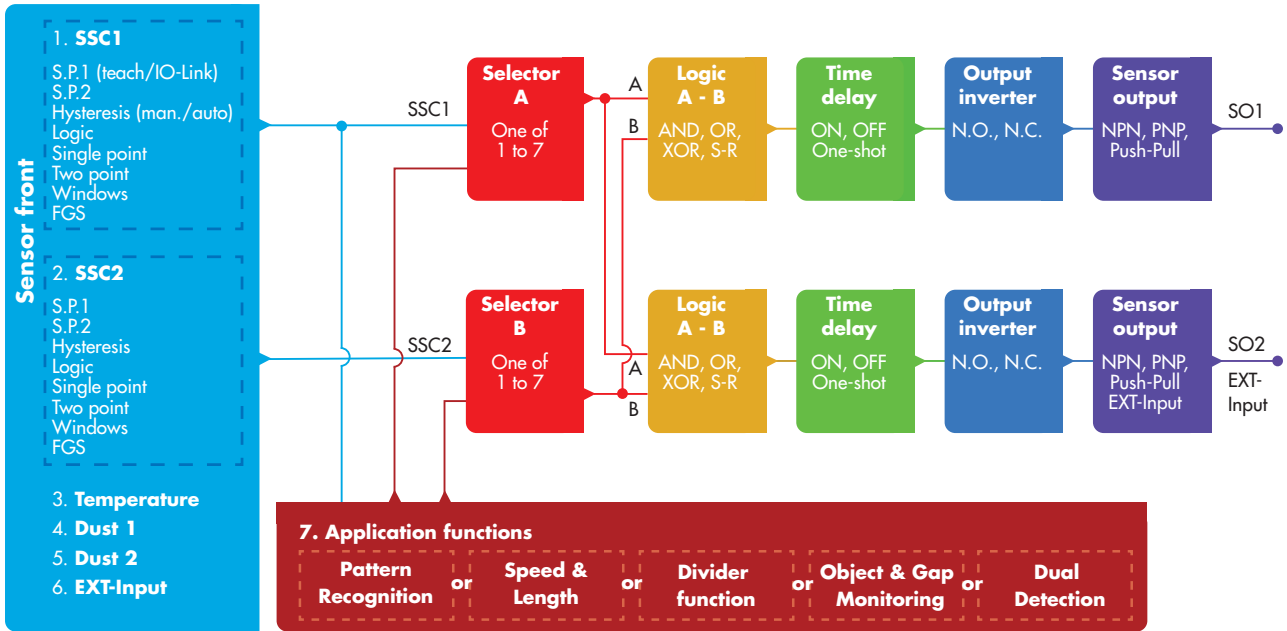 Sensor front
1. SSC1
S.P.1 (teach/IO-Link)
S.P.2
Hysteresis (man./auto)
Logic
Single point
Two point
Windows
FGS
2. SSC2
S.P.1
S.P.2
Hysteresis
Logic
Single point
Two point
Windows
FGS
3. Temperature
4. Dust 1
5. Dust 2
6. EXT-Input
SSC1
Selector
A
One of
1 to 7
A
B
Logic
A - B
AND, OR,
XOR, S-R
Time
delay
ON, OFF
One-shot
Output
inverter
N.O., N.C.
Sensor
output
NPN, PNP,
Push-Pull
SO1
SSC2
Selector
B
One of
1 to 7
A
B
Logic
A - B
AND, OR,
XOR, S-R
Time
delay
ON, OFF
One-shot
Output
inverter
N.O., N.C.
Sensor
output
NPN, PNP,
Push-Pull
EXT-Input
SO2
EXT-
Input
7. Application functions
Pattern
Recognition
or
Speed &
Length
or
Divider
function
or
Object & Gap
Monitoring
or
Dual
Detection